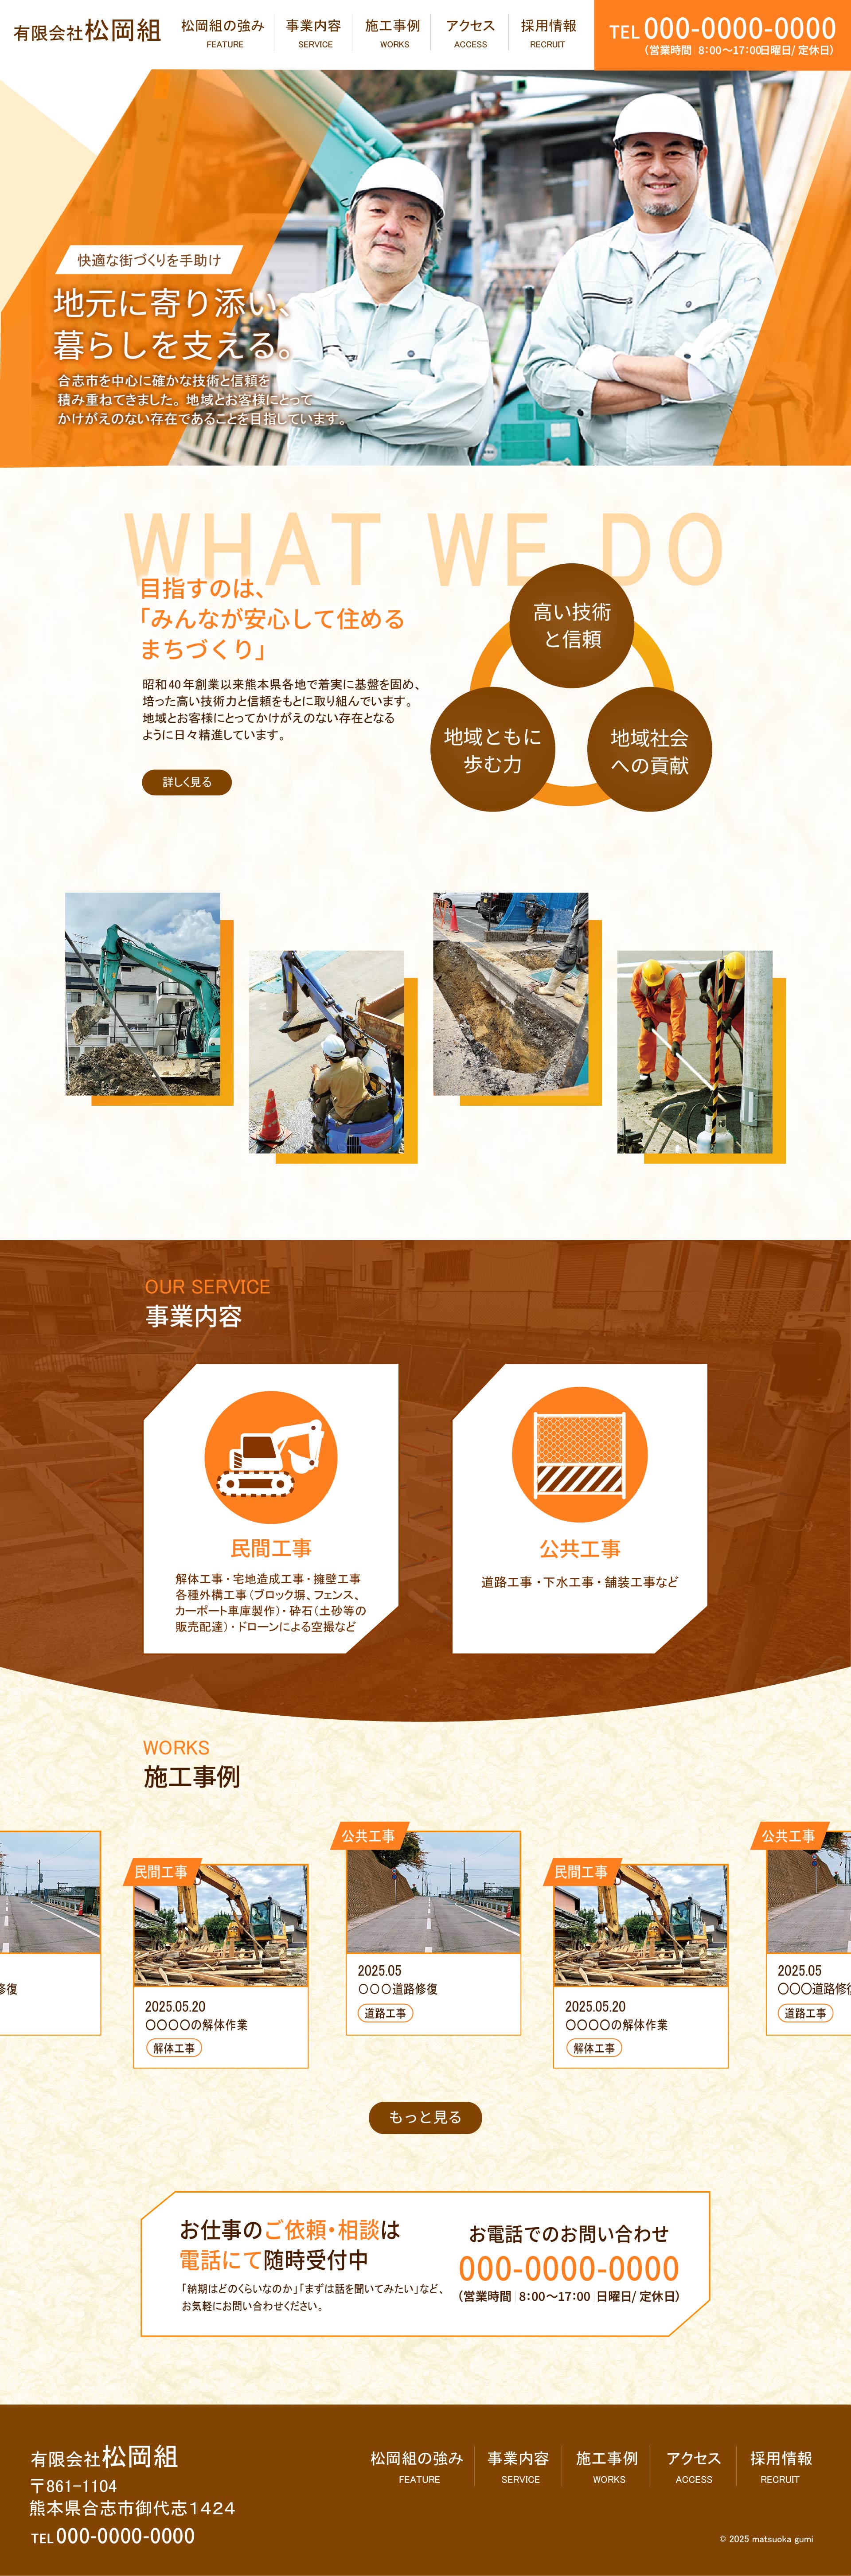 有限会社松岡組
松岡組の強み
FEATURE
事業内容
SERVICE
施工事例
WORKS
アクセス
ACCESS
採用情報
RECRUIT
TEL 000-0000-0000
(営業時間 8:00〜17:00日曜日/定休日)
快適な街づくりを手助け
地元に寄り添い、
暮らしを支える。
合志市を中心に確かな技術と信頼を
積み重ねてきました。地域とお客様にとって
かけがえのない存在であることを目指しています。
WHAT WE DO
目指すのは、
「みんなが安心して住める
まちづくり」
昭和40年創業以来熊本県各地で着実に基盤を固め、
培った高い技術力と信頼をもとに取り組んでいます。
地域とお客様にとってかけがえのない存在となる
ように日々精進しています。
詳しく見る
高い技術
と信頼
地域ともに
歩む力
地域社会
への貢献
OUR SERVICE
事業内容
民間工事
解体工事・宅地造成工事・擁壁工事
各種外構工事(ブロック塀、フェンス、
カーポート車庫製作)・砕石(土砂等の
販売配達)・ドローンによる空撮など
公共工事
道路工事・下水工事・舗装工事など
WORKS
施工事例
修復
民間工事
2025.05.20
〇〇〇〇の解体作業
解体工事
公共工事
2025.05
〇〇〇道路修復
道路工事
民間工事
2025.05.20
〇〇〇〇の解体作業
解体工事
公共工事
2025.05
〇〇〇道路修復
道路工事
もっと見る
お仕事のご依頼・相談は
電話にて随時受付中
「納期はどのくらいなのか」「まずは話を聞いてみたい」など、
お気軽にお問い合わせください。
お電話でのお問い合わせ
000-0000-0000
(営業時間 8:00〜17:00 日曜日/定休日)
有限会社松岡組
〒861-1104
熊本県合志市御代志1424
TEL 000-0000-0000
松岡組の強み
FEATURE
事業内容
SERVICE
施工事例
WORKS
アクセス
ACCESS
採用情報
RECRUIT
© 2025 matsuoka gumi